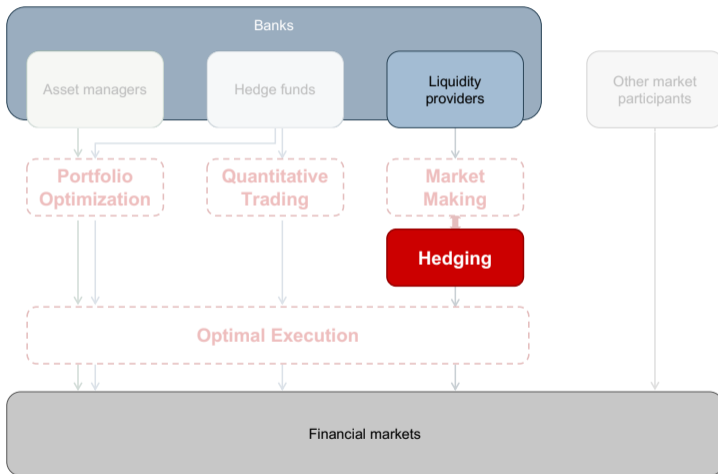 Banks
Asset managers
Hedge funds
Liquidity
providers
Other market
participants
Portfolio
Optimization
Quantitative
Trading
Market
Making
Hedging
Optimal Execution
Financial markets